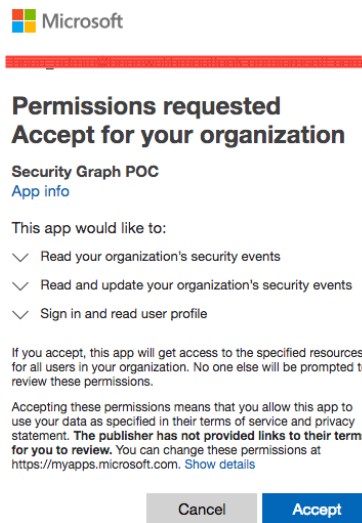 Microsoft
Permissions requested
Accept for your organization
Security Graph POC
App info
This app would like to:
Read your organization's security events
Read and update your organization's security events
Sign in and read user profile
If you accept, this app will get access to the specified resources
for all users in your organization. No one else will be prompted
review these permissions.
Accepting these permissions means that you allow this app to
use your data as specified in their terms of service and privacy
statement. The publisher has not provided links to their terms
for you to review. You can change these permissions at
https://myapps.microsoft.com. Show details
Cancel
Accept